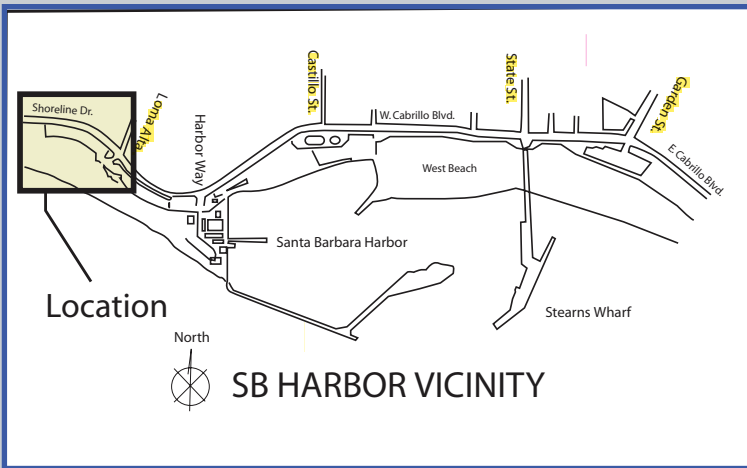 Shoreline Dr.
Loma Alta
Harbor Way
Castillo St.
W. Cabrillo Blvd.
State St.
Garden St.
E Cabrillo Blvd.
West Beach
Santa Barbara Harbor
Stearns Wharf
Location
North
SB HARBOR VICINITY